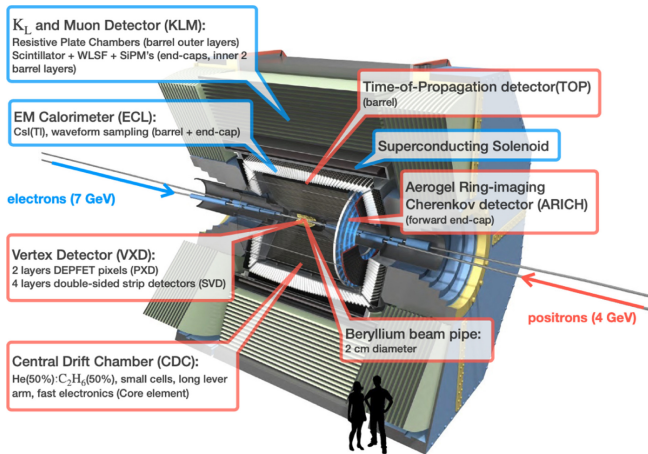 K_L and Muon Detector (KLM):
Resistive Plate Chambers (barrel outer layers)
Scintillator + WLSF + SiPM's (end-caps, inner 2
barrel layers)
Time-of-Propagation detector(TOP)
(barrel)
EM Calorimeter (ECL):
CsI(Tl), waveform sampling (barrel + end-cap)
Superconducting Solenoid
electrons (7 GeV)
Aerogel Ring-imaging
Cherenkov detector (ARICH)
(forward end-cap)
Vertex Detector (VXD):
2 layers DEPFET pixels (PXD)
4 layers double-sided strip detectors (SVD)
positrons (4 GeV)
Beryllium beam pipe:
2 cm diameter
Central Drift Chamber (CDC):
He(50%):C₂H₆(50%), small cells, long lever
arm, fast electronics (Core element)